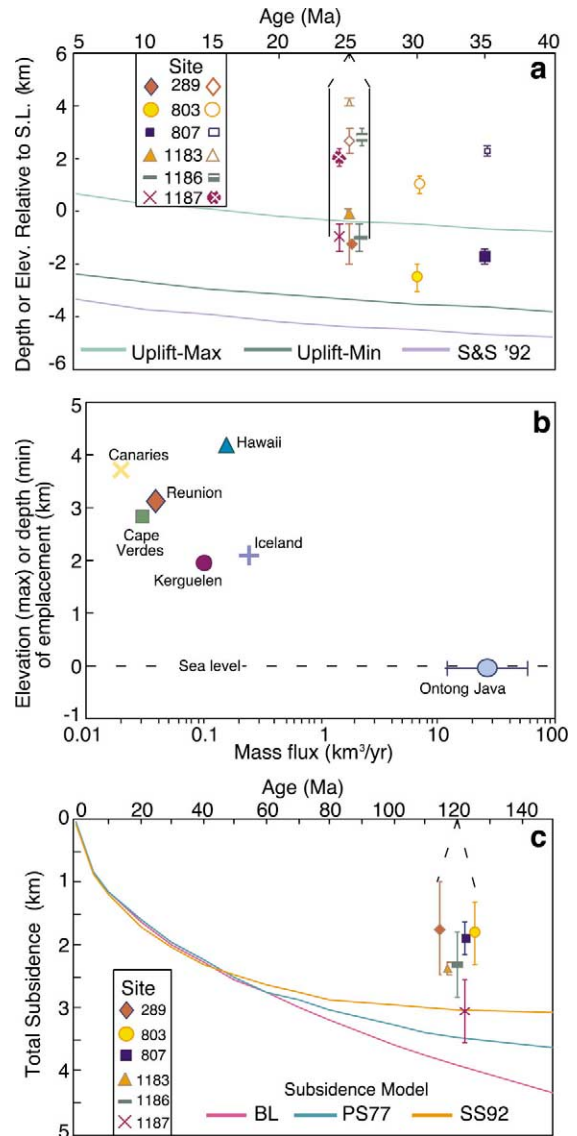 Age (Ma)
5 10 15 20 25 30 35 40
a
Depth or Elev. Relative to S.L. (km)
6
4
2
0
-2
-4
-6
Site
289
803
807
1183
1186
1187
Uplift-Max Uplift-Min S&S '92
b
Elevation (max) or depth (min)
of emplacement (km)
5
4
3
2
1
0
-1
Canaries
Hawaii
Reunion
Cape
Verdes
Iceland
Kerguelen
Sea level
Ontong Java
0.01 0.1 1 10 100
Mass flux (km³/yr)
Age (Ma)
0 20 40 60 80 100 120 140
c
Total Subsidence (km)
0
1
2
3
4
5
Site
289
803
807
1183
1186
1187
Subsidence Model
BL PS77 SS92